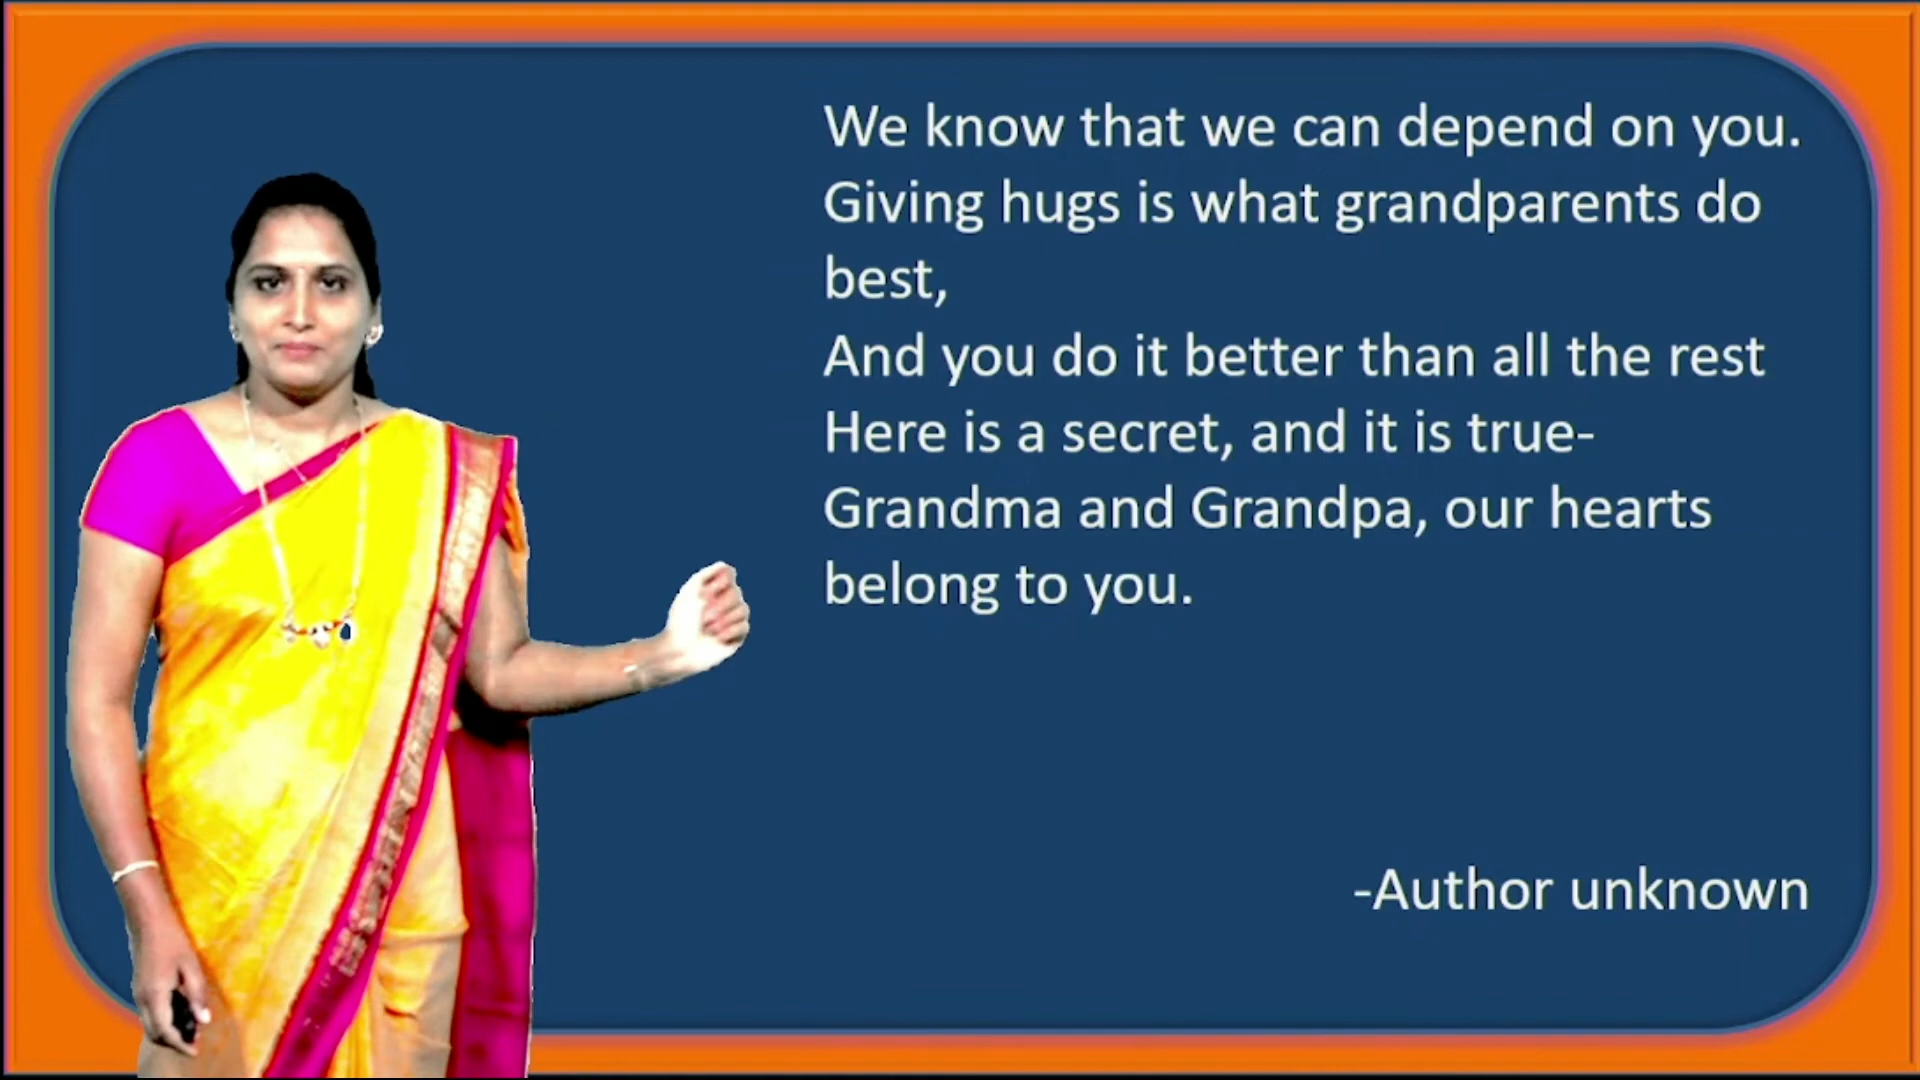 We know that we can depend on you.
Giving hugs is what grandparents do
best,
And you do it better than all the rest
Here is a secret, and it is true-
Grandma and Grandpa, our hearts
belong to you.
-Author unknown